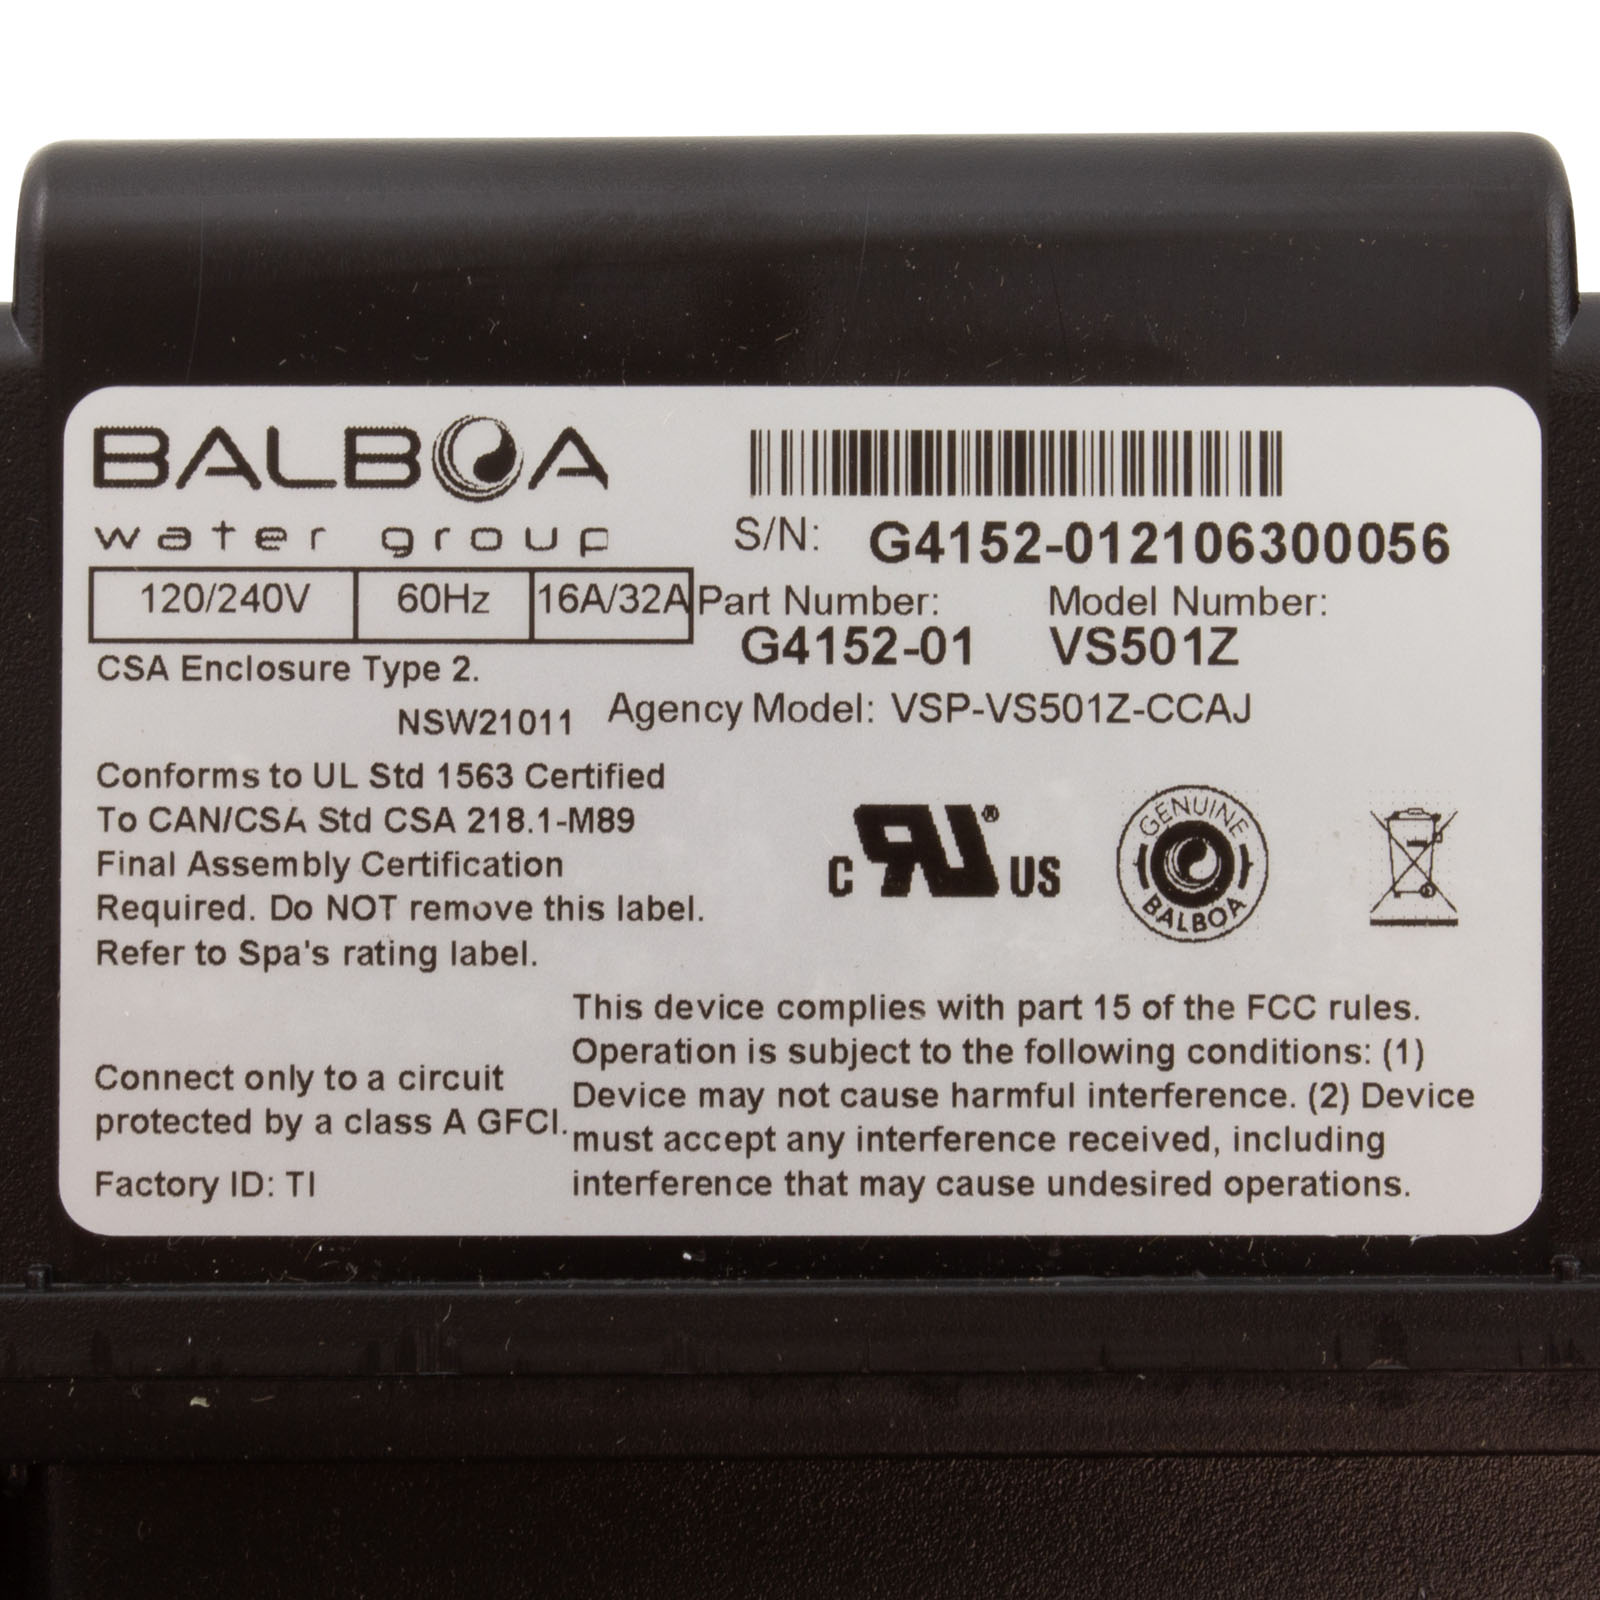 BALBOA
water group
S/N: G4152-012106300056
120/240V 60Hz 16A/32A
Part Number: Model Number:
G4152-01 VS501Z
CSA Enclosure Type 2.
NSW21011
Agency Model: VSP-VS501Z-CCAJ
Conforms to UL Std 1563 Certified
To CAN/CSA Std CSA 218.1-M89
Final Assembly Certification
Required. Do NOT remove this label.
Refer to Spa's rating label.
C RU® US
GENUINE
BALBOA
Connect only to a circuit
protected by a class A GFCI.
Factory ID: TI
This device complies with part 15 of the FCC rules.
Operation is subject to the following conditions: (1)
Device may not cause harmful interference. (2) Device
must accept any interference received, including
interference that may cause undesired operations.